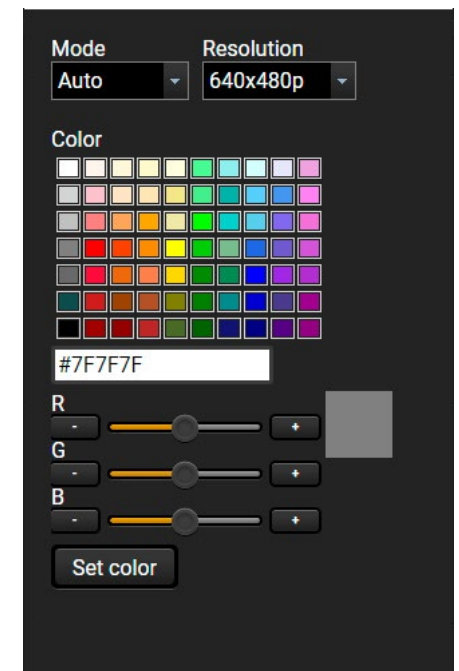 Mode Resolution
Auto 640x480p
Color
#7F7F7F
R
- +
G
- +
B
- +
Set color